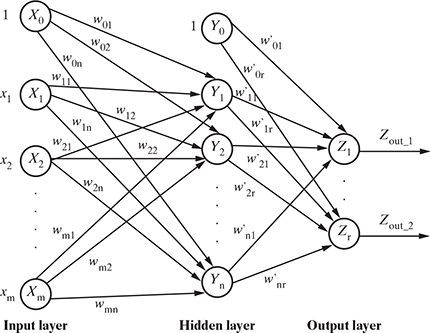 1 X0 w01 1 Y0 w'01
w02
w0n w'0r
x1 X1 w11 Y1 w'11
w12 w'1r
w1n
x2 X2 w21 w22 Y2 w'21 Z1 Zout_1
w2n w'2r
wm1 w'n1 Zr Zout_2
wm2
xm Xm Yn w'nr
wmn
Input layer Hidden layer Output layer